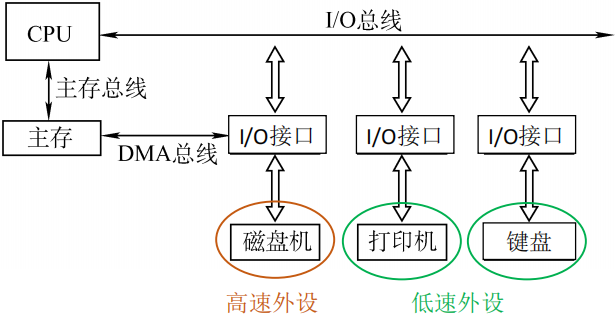 CPU
I/O总线
主存总线
主存
DMA总线
I/O接口
I/O接口
I/O接口
磁盘机
打印机
键盘
高速外设
低速外设